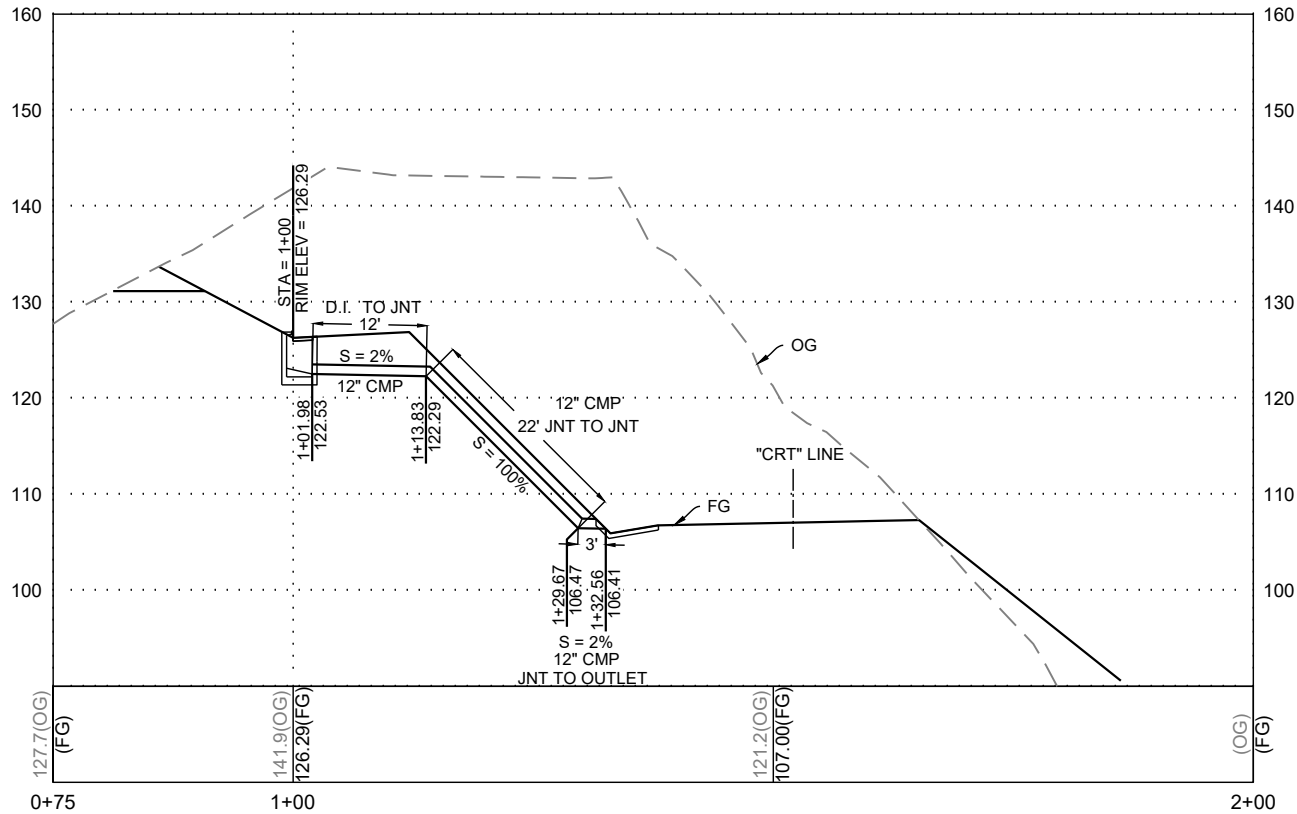 160
160
150
150
140
140
130
130
120
120
110
110
100
100
STA = 1+00
RIM ELEV = 126.29
D.I. TO JNT
12'
S = 2%
12" CMP
1+01.98
122.53
1+13.83
122.29
12" CMP
22' JNT TO JNT
S = 100%
OG
"CRT" LINE
FG
3'
1+29.67
106.47
1+32.56
106.41
S = 2%
12" CMP
JNT TO OUTLET
127.7(OG)
(FG)
141.9(OG)
126.29(FG)
121.2(OG)
107.00(FG)
(OG)
(FG)
0+75
1+00
2+00